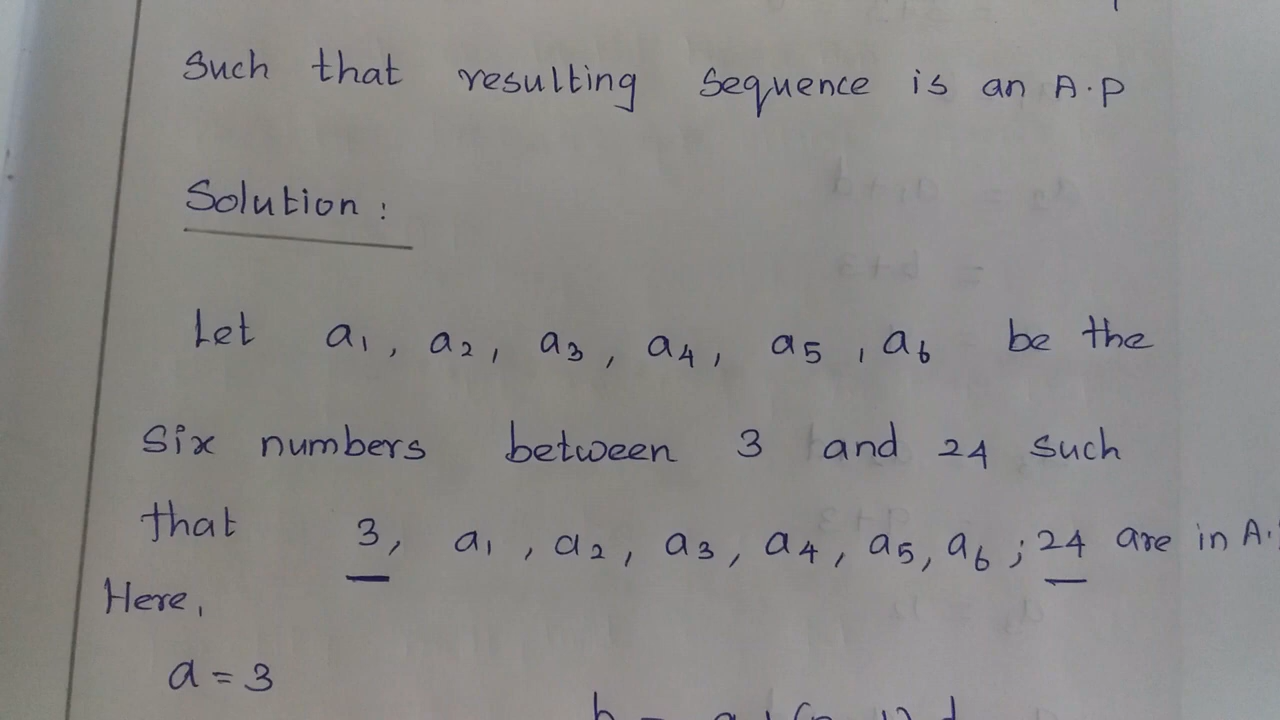 Such that resulting sequence is an A.P
Solution :
Let a₁, a₂, a₃, a₄, a₅, a₆ be the
Six numbers between 3 and 24 such
that 3, a₁, a₂, a₃, a₄, a₅, a₆; 24 are in A.
Here,
a = 3